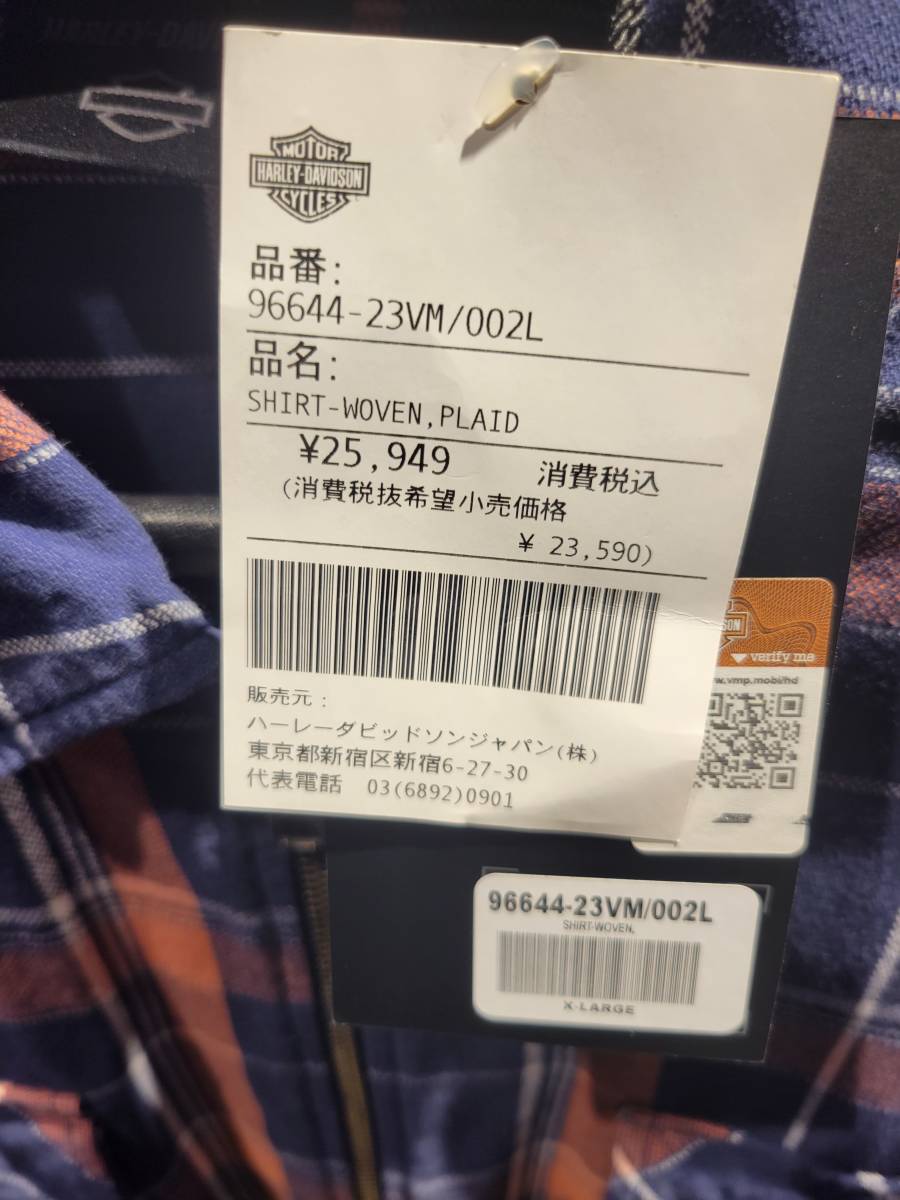 MOTOR
HARLEY-DAVIDSON
CYCLES
品番:
96644-23VM/002L
品名:
SHIRT-WOVEN,PLAID
¥25,949 消費税込
(消費税抜希望小売価格
¥ 23,590)
販売元:
ハーレーダビッドソンジャパン(株)
東京都新宿区新宿6-27-30
代表電話 03(6892)0901
SON
verify me
w.vmp.mobi/hd
96644-23VM/002L
SHIRT-WOVEN,
X-LARGE